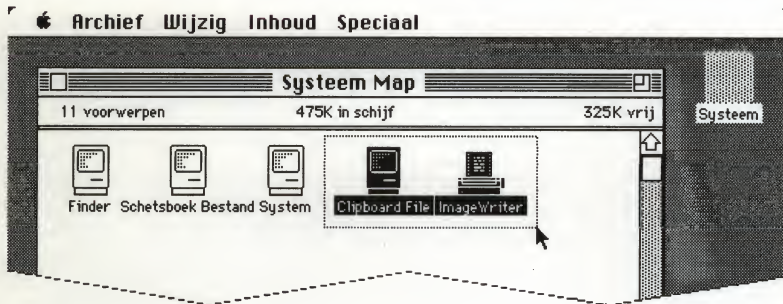 Archief Wijzig Inhoud Speciaal
Systeem Map
11 voorwerpen 475K in schijf 325K vrij
Systeem
Finder Schetsboek Bestand System Clipboard File ImageWriter